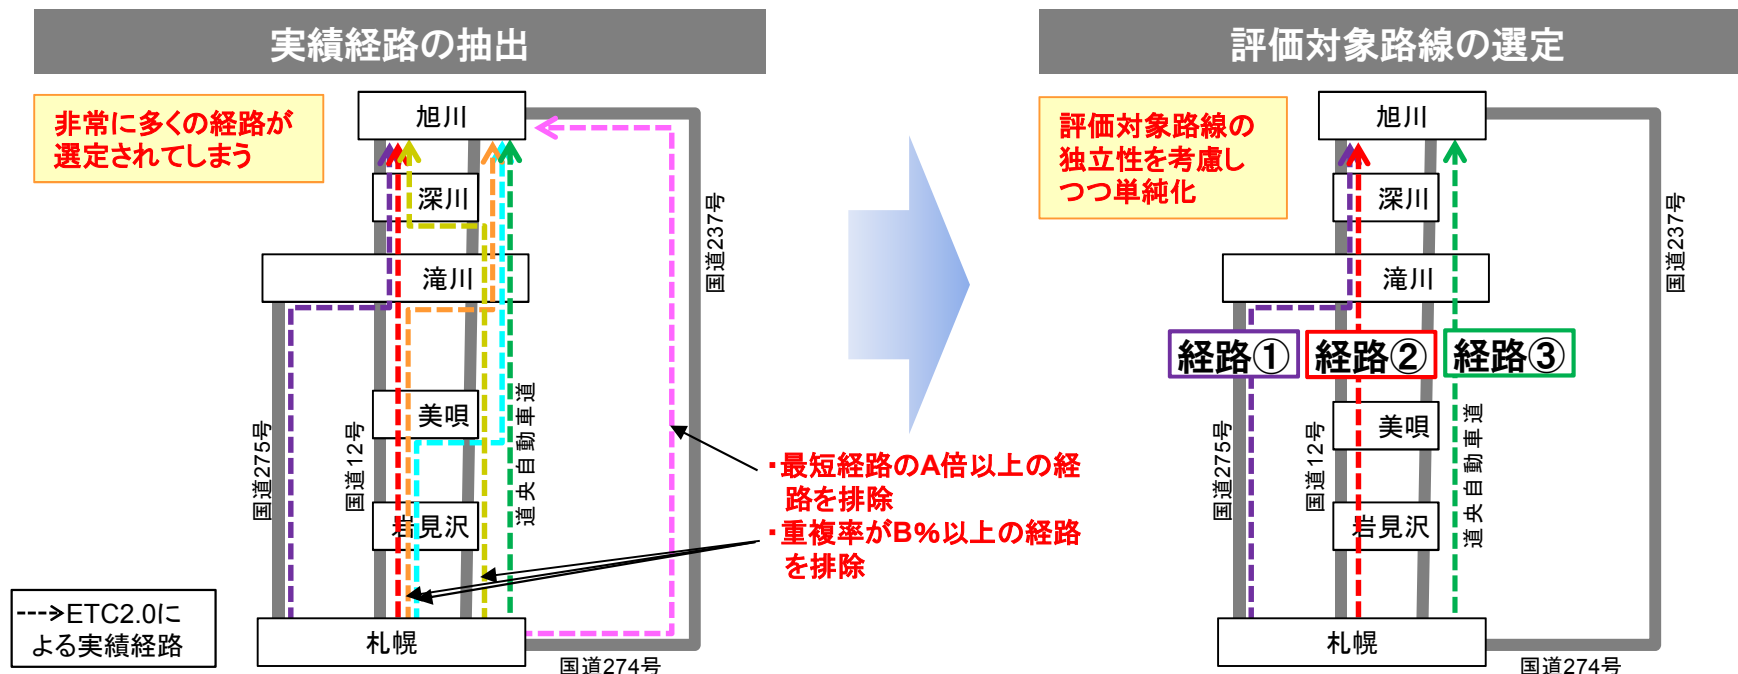 実績経路の抽出
非常に多くの経路が
選定されてしまう
旭川
深川
滝川
美唄
岩見沢
札幌
国道275号
国道12号
道央自動車道
国道237号
国道274号
---->ETC2.0に
よる実績経路
・最短経路のA倍以上の経
路を排除
・重複率がB%以上の経路
を排除
評価対象路線の選定
評価対象路線の
独立性を考慮し
つつ単純化
旭川
深川
滝川
経路①
経路②
経路③
美唄
岩見沢
札幌
国道275号
国道12号
道央自動車道
国道237号
国道274号